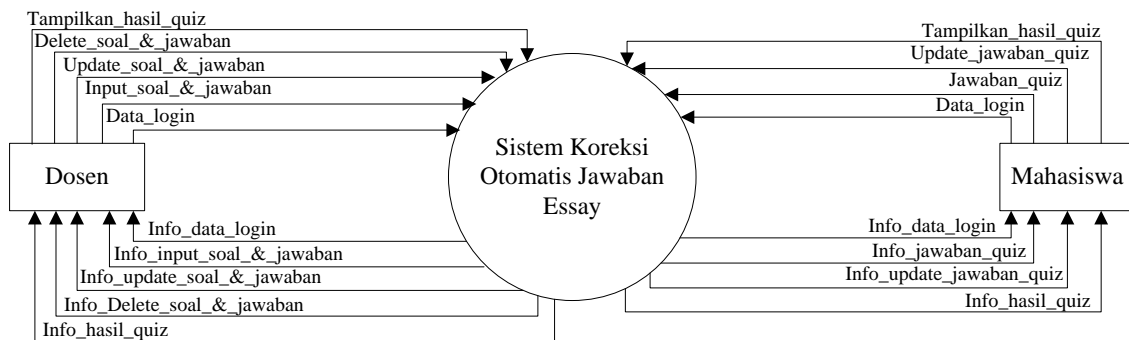 Tampilkan_hasil_quiz
Delete_soal_&_jawaban
Update_soal_&_jawaban
Input_soal_&_jawaban
Data_login
Dosen
Info_data_login
Info_input_soal_&_jawaban
Info_update_soal_&_jawaban
Info_Delete_soal_&_jawaban
Info_hasil_quiz
Sistem Koreksi
Otomatis Jawaban
Essay
Tampilkan_hasil_quiz
Update_jawaban_quiz
Jawaban_quiz
Data_login
Mahasiswa
Info_data_login
Info_jawaban_quiz
Info_update_jawaban_quiz
Info_hasil_quiz